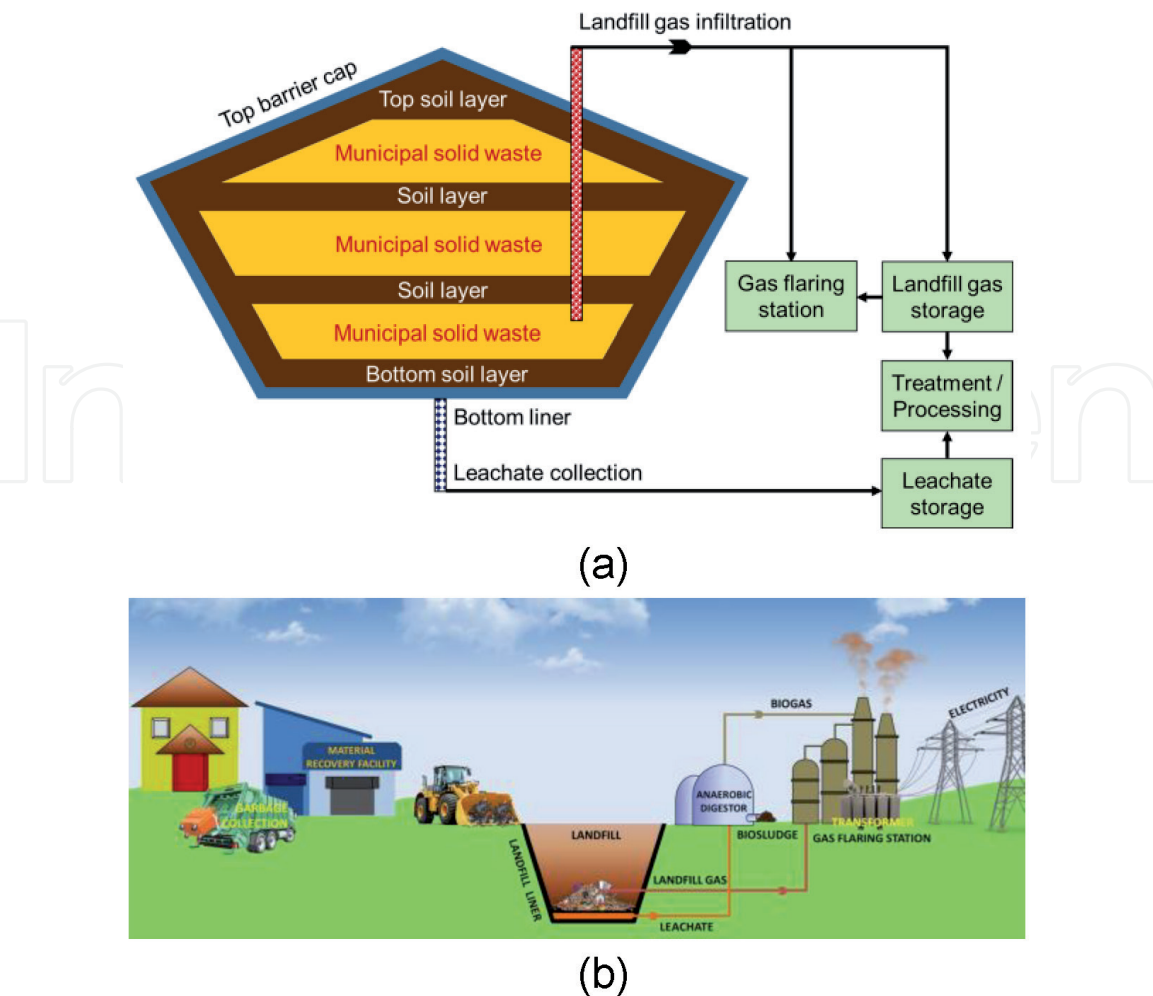 Landfill gas infiltration
Top barrier cap
Top soil layer
Municipal solid waste
Soil layer
Municipal solid waste
Soil layer
Municipal solid waste
Bottom soil layer
Gas flaring
station
Landfill gas
storage
Treatment /
Processing
Bottom liner
Leachate collection
Leachate
storage
(a)
BIOGAS
ELECTRICITY
MATERIAL
RECOVERY FACILITY
GARBAGE
COLLECTION
ANAEROBIC
DIGESTOR
TRANSFORMER
LANDFILL
BIOSLUDGE
GAS FLARING STATION
LANDFILL LINER
LANDFILL GAS
LEACHATE
(b)